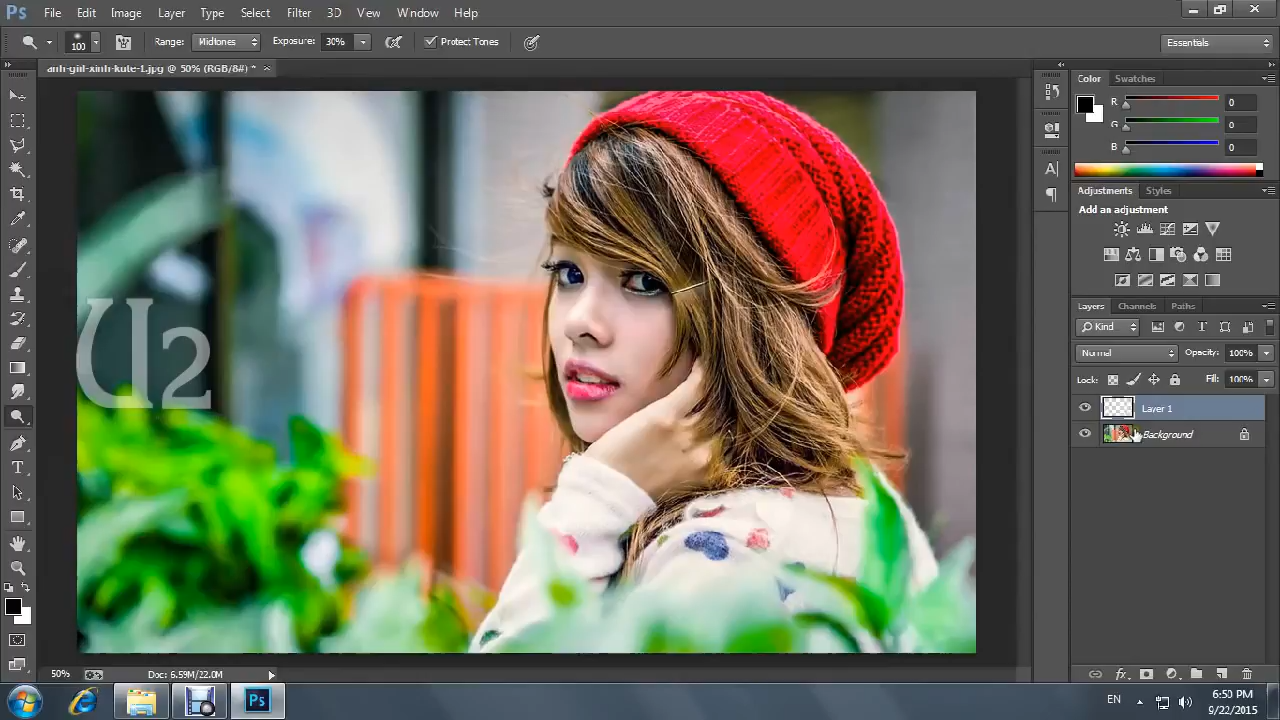 Ps File Edit Image Layer Type Select Filter 3D View Window Help
100 Range: Midtones Exposure: 30% Protect Tones Essentials
anh-girl-xinh-kute-1.jpg @ 50% (RGB/8#) *
Color Swatches
R 0
G 0
B 0
Adjustments Styles
Add an adjustment
Layers Channels Paths
Kind
Normal Opacity: 100%
Lock: Fill: 100%
Layer 1
Background
U2
50% Doc: 6.59M/22.0M
Ps EN 6:50 PM
9/22/2015